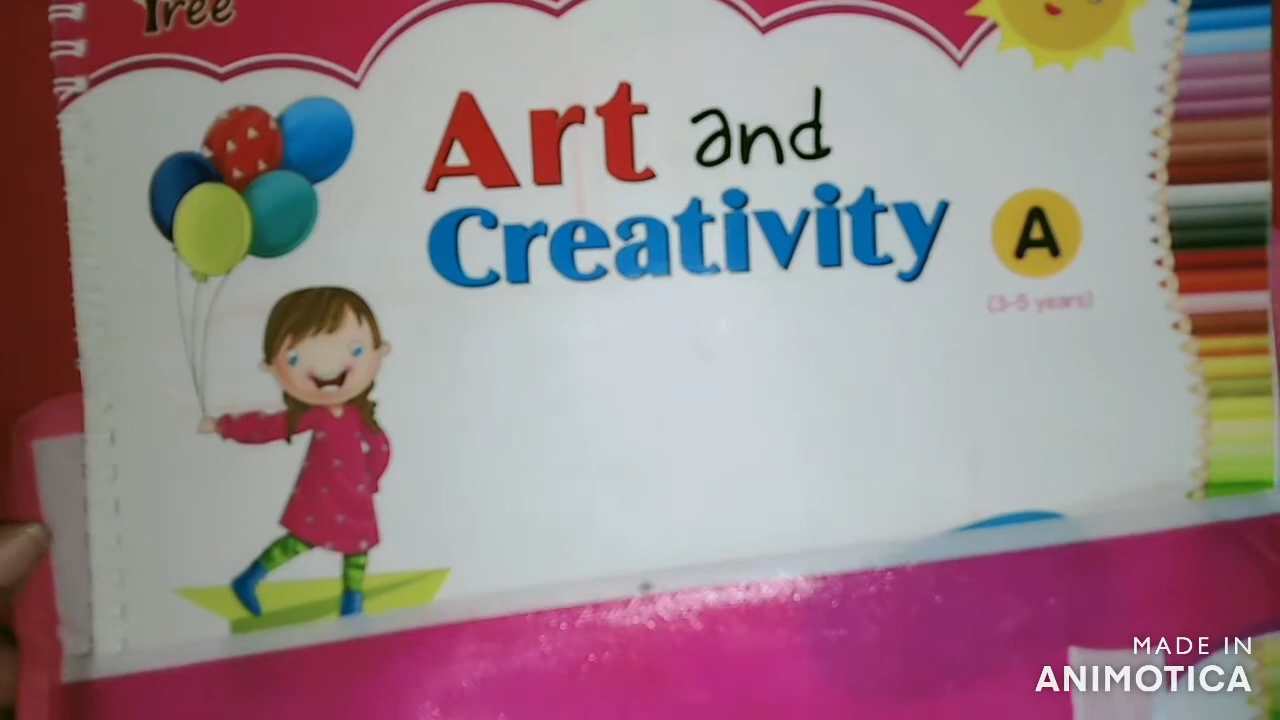 Tree
Art and
Creativity
A
(3-5 years)
MADE IN
ANIMOTICA